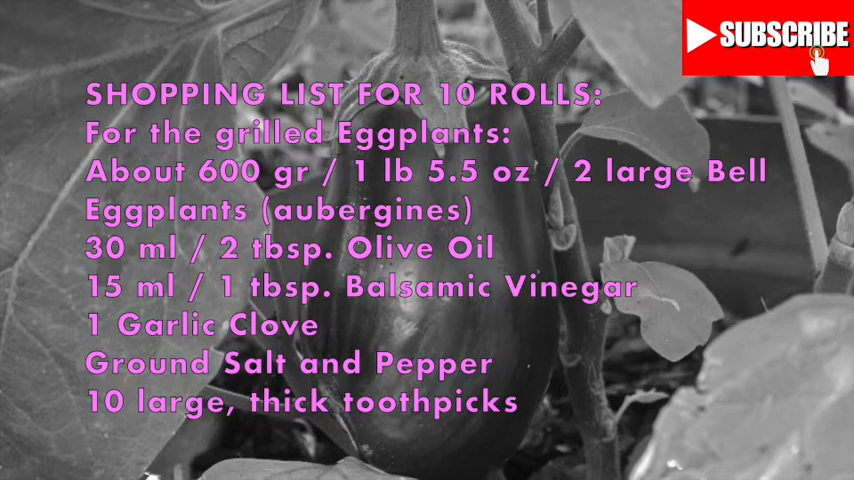 SUBSCRIBE
SHOPPING LIST FOR 10 ROLLS:
For the grilled Eggplants:
About 600 gr / 1 lb 5.5 oz / 2 large Bell
Eggplants (aubergines)
30 ml / 2 tbsp. Olive Oil
15 ml / 1 tbsp. Balsamic Vinegar
1 Garlic Clove
Ground Salt and Pepper
10 large, thick toothpicks